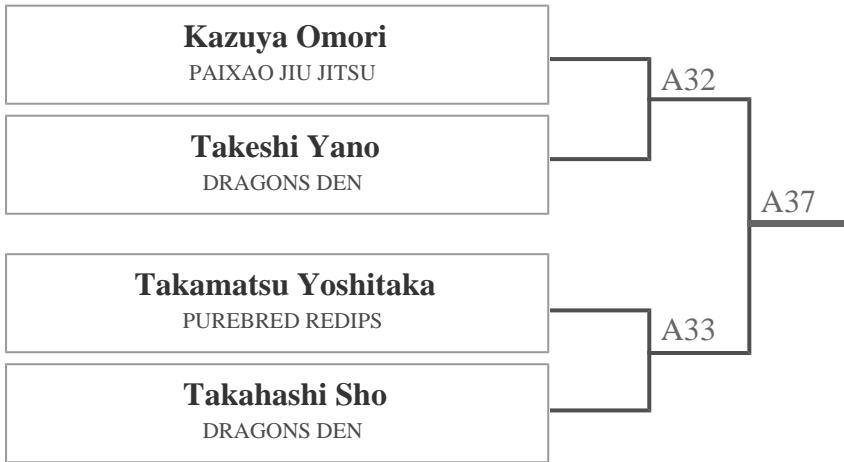 Kazuya Omori
PAIXAO JIU JITSU
A32
Takeshi Yano
DRAGONS DEN
A37
Takamatsu Yoshitaka
PUREBRED REDIPS
A33
Takahashi Sho
DRAGONS DEN